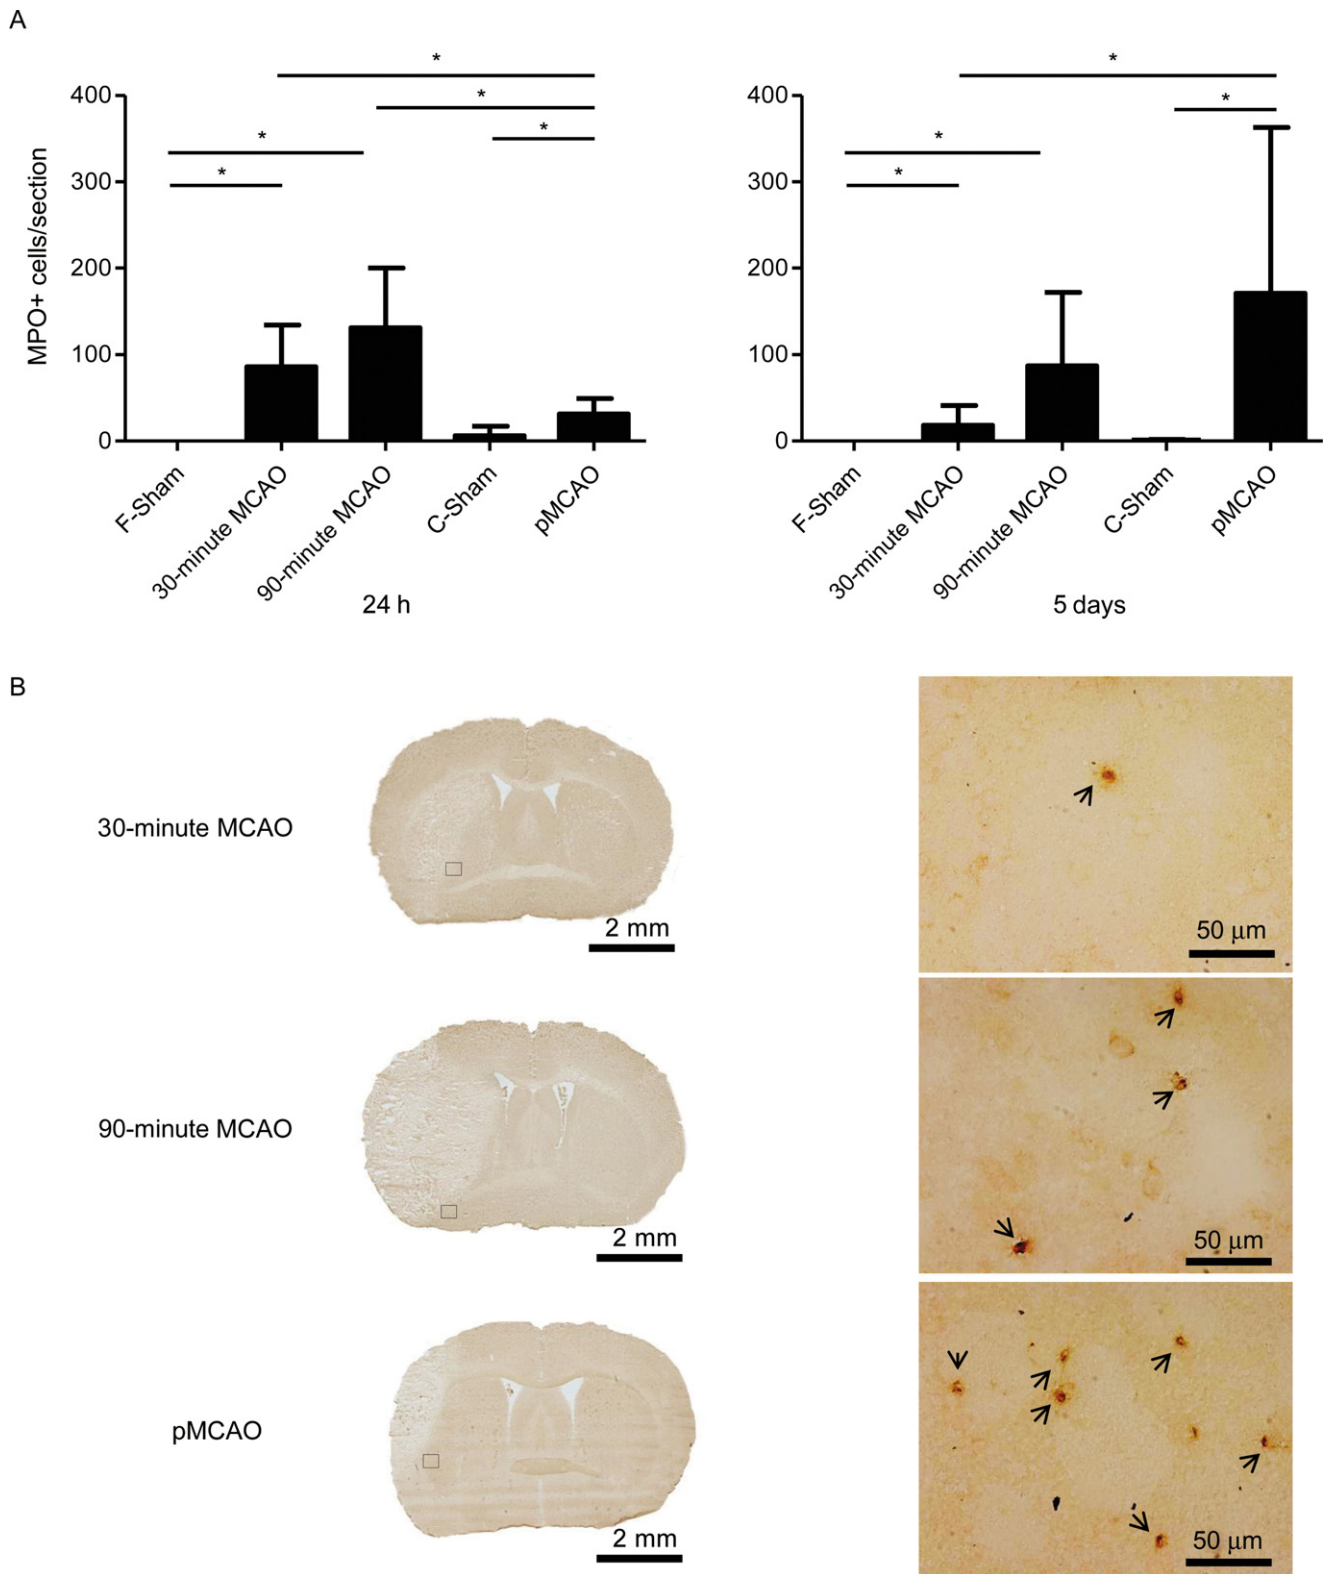 A
*
*
*
*
*
400
300
200
100
0
MPO+ cells/section
F-Sham
30-minute MCAO
90-minute MCAO
C-Sham
pMCAO
24 h
*
*
*
*
400
300
200
100
0
F-Sham
30-minute MCAO
90-minute MCAO
C-Sham
pMCAO
5 days
B
30-minute MCAO
2 mm
50 μm
90-minute MCAO
2 mm
50 μm
pMCAO
2 mm
50 μm